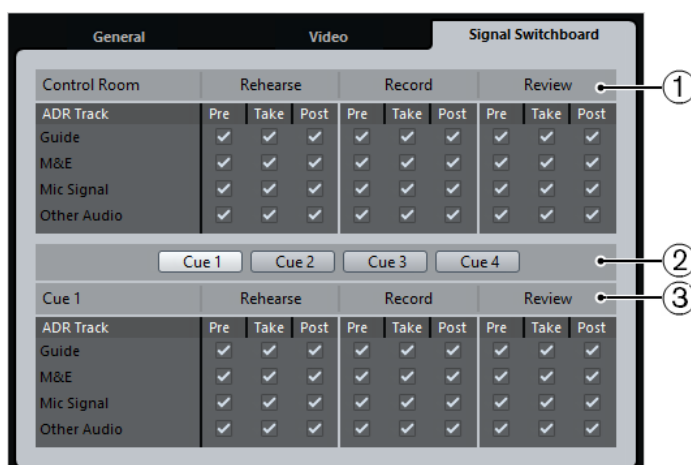 General Video Signal Switchboard
Control Room Rehearse Record Review 1
ADR Track Pre Take Post Pre Take Post Pre Take Post
Guide
M&E
Mic Signal
Other Audio
Cue 1 Cue 2 Cue 3 Cue 4 2
Cue 1 Rehearse Record Review 3
ADR Track Pre Take Post Pre Take Post Pre Take Post
Guide
M&E
Mic Signal
Other Audio